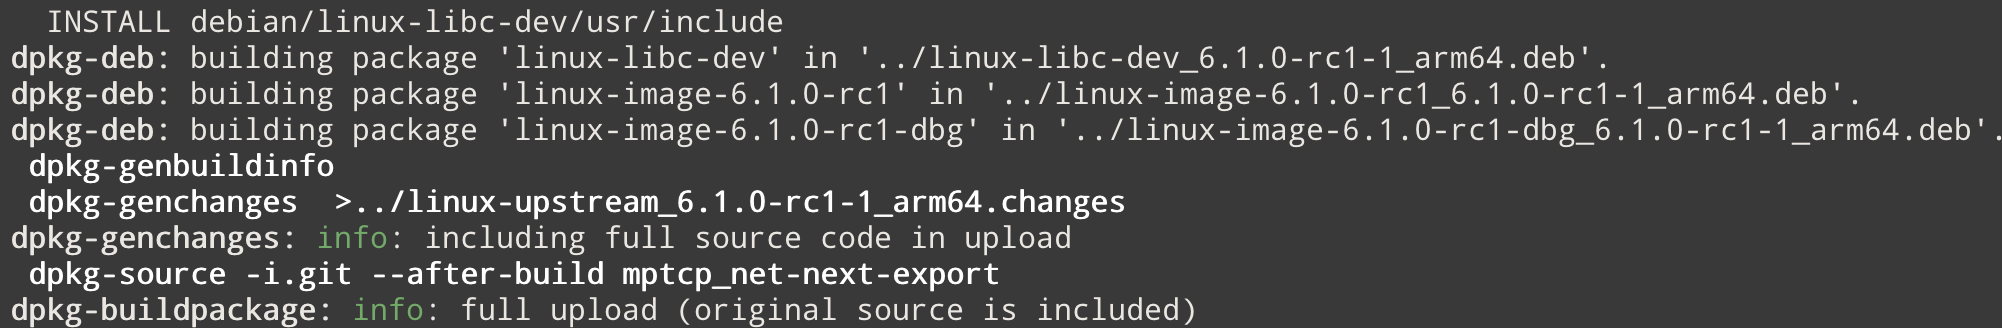 INSTALL debian/linux-libc-dev/usr/include
dpkg-deb: building package 'linux-libc-dev' in '../linux-libc-dev_6.1.0-rc1-1_arm64.deb'.
dpkg-deb: building package 'linux-image-6.1.0-rc1' in '../linux-image-6.1.0-rc1_6.1.0-rc1-1_arm64.deb'.
dpkg-deb: building package 'linux-image-6.1.0-rc1-dbg' in '../linux-image-6.1.0-rc1-dbg_6.1.0-rc1-1_arm64.deb'.
dpkg-genbuildinfo
dpkg-genchanges  >../linux-upstream_6.1.0-rc1-1_arm64.changes
dpkg-genchanges: info: including full source code in upload
dpkg-source -i.git --after-build mptcp_net-next-export
dpkg-buildpackage: info: full upload (original source is included)